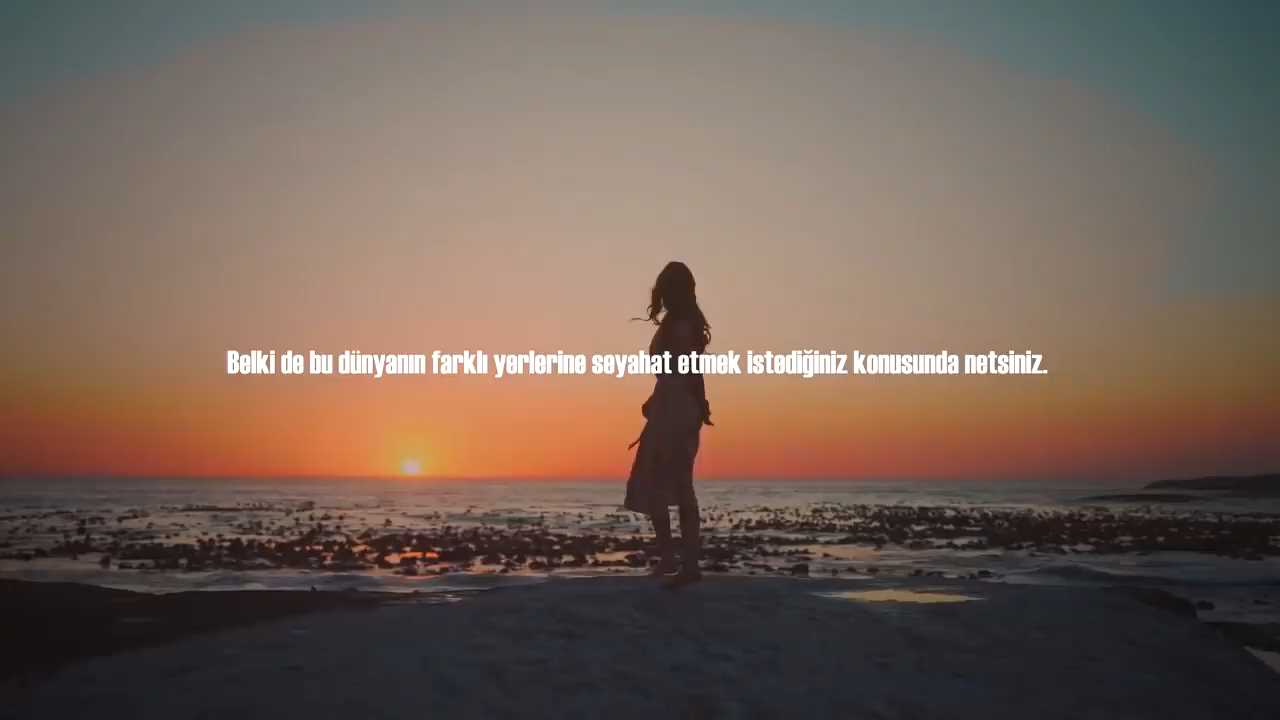 Belki de bu dünyanın farklı yerlerine seyahat etmek istediğiniz konusunda netsiniz.